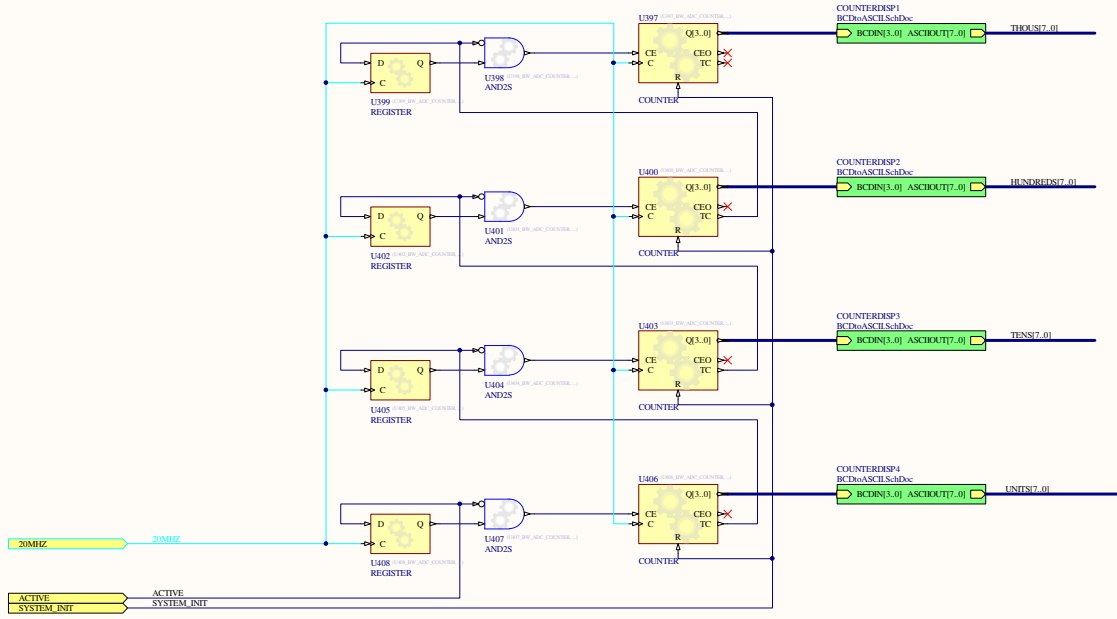 COUNTERDISP1
BCDtoASCII.SchDoc
U397
Q[3..0]
BCDIN[3..0] ASCIIOUT[7..0]
THOUS[7..0]
D Q
C
U398
AND2S
CE CEO
C TC
R
U399
REGISTER
COUNTER
COUNTERDISP2
BCDtoASCII.SchDoc
U400
Q[3..0]
BCDIN[3..0] ASCIIOUT[7..0]
HUNDREDS[7..0]
D Q
C
U401
AND2S
CE CEO
C TC
R
U402
REGISTER
COUNTER
COUNTERDISP3
BCDtoASCII.SchDoc
U403
Q[3..0]
BCDIN[3..0] ASCIIOUT[7..0]
TENS[7..0]
D Q
C
U404
AND2S
CE CEO
C TC
R
U405
REGISTER
COUNTER
COUNTERDISP4
BCDtoASCII.SchDoc
U406
Q[3..0]
BCDIN[3..0] ASCIIOUT[7..0]
UNITS[7..0]
D Q
C
U407
AND2S
CE CEO
C TC
R
U408
REGISTER
COUNTER
20MHZ
20MHZ
ACTIVE
ACTIVE
SYSTEM_INIT
SYSTEM_INIT